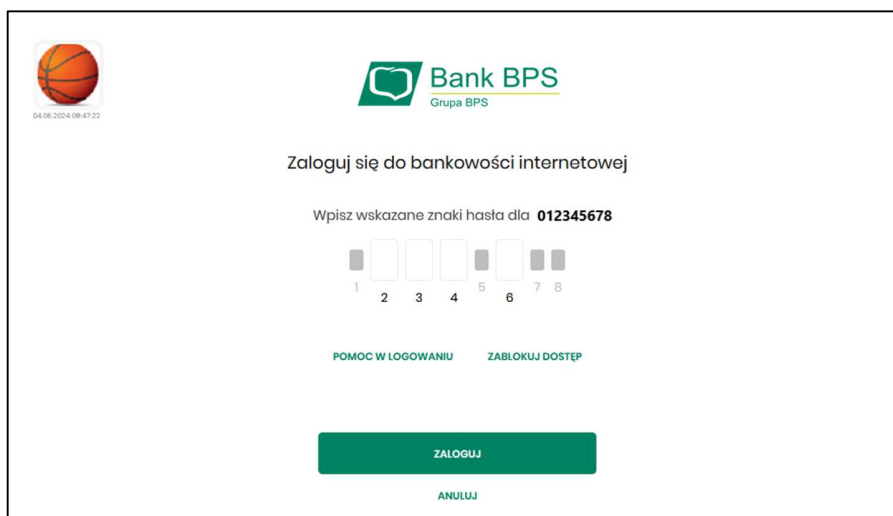 Bank BPS
Grupa BPS
04.06.2024 08:47:22
Zaloguj się do bankowości internetowej
Wpisz wskazane znaki hasła dla 012345678
1 2 3 4 5 6 7 8
POMOC W LOGOWANIU ZABLOKUJ DOSTĘP
ZALOGUJ
ANULUJ